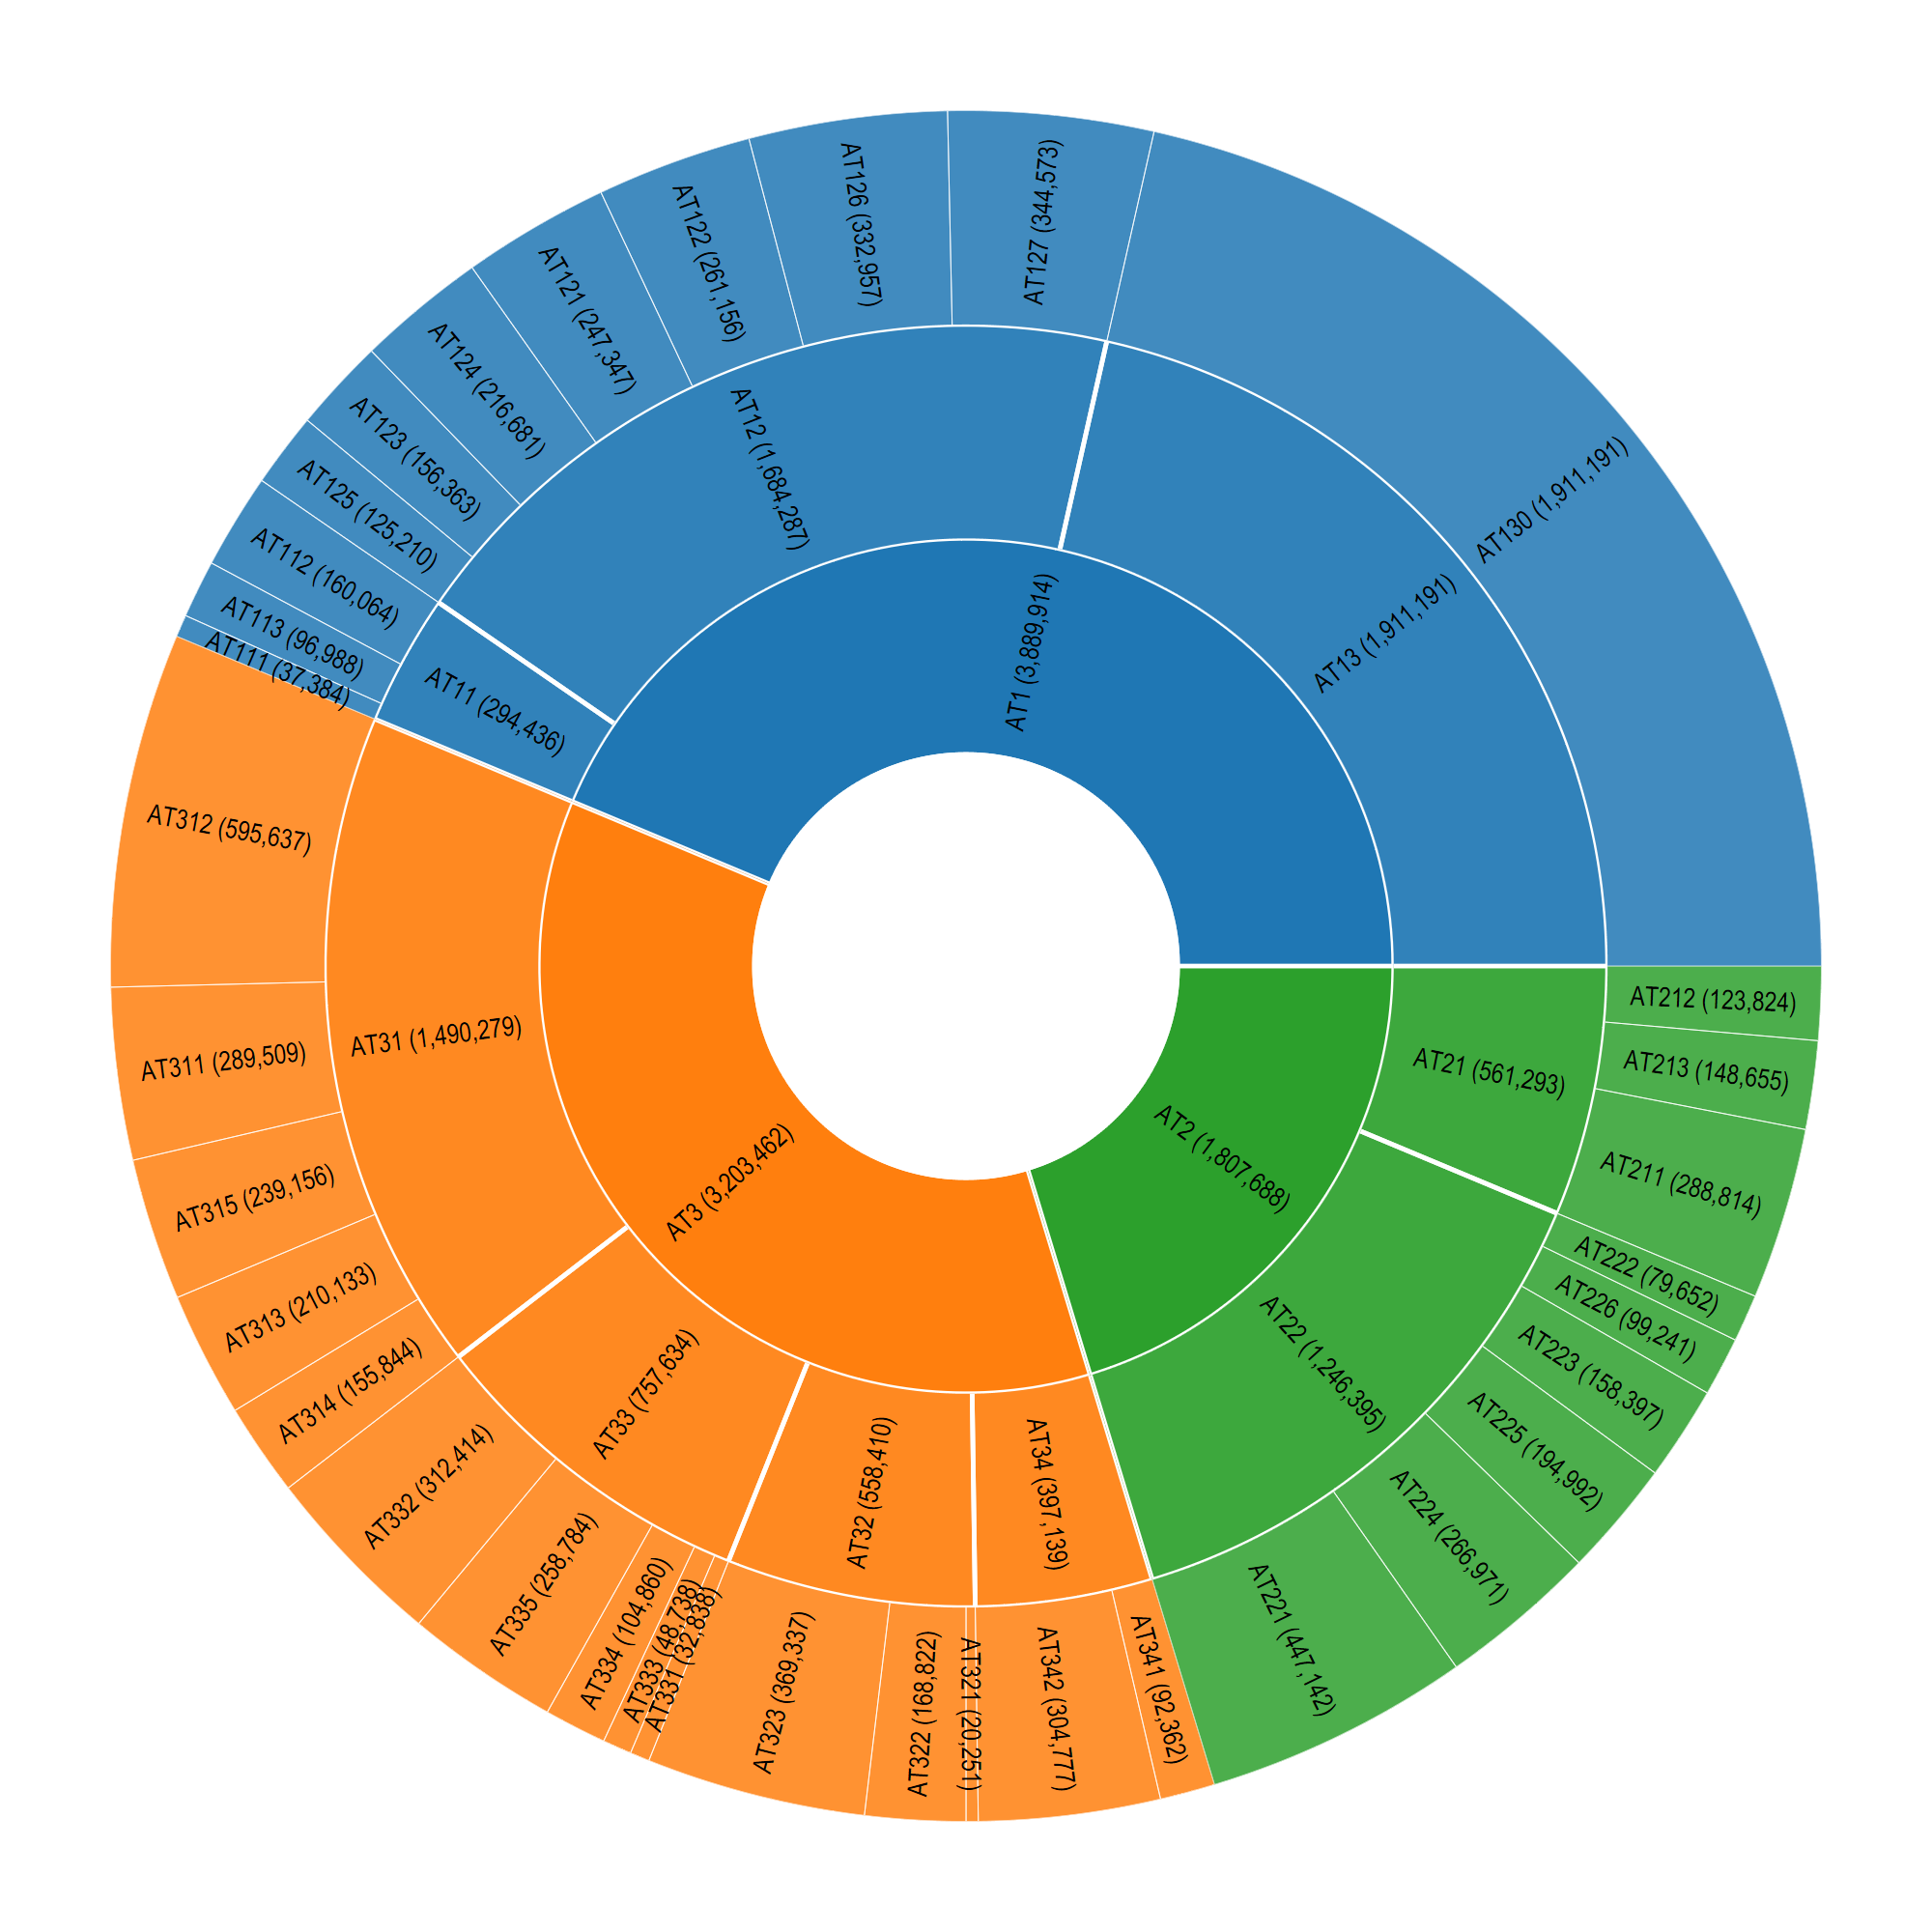 AT1 (3,889,914)
AT13 (1,911,191)
AT130 (1,911,191)
AT12 (1,684,287)
AT127 (344,573)
AT126 (332,957)
AT122 (261,156)
AT121 (247,347)
AT124 (216,681)
AT123 (156,363)
AT125 (125,210)
AT11 (294,436)
AT112 (160,064)
AT113 (96,988)
AT111 (37,384)
AT3 (3,203,462)
AT31 (1,490,279)
AT312 (595,637)
AT311 (289,509)
AT315 (239,156)
AT313 (210,133)
AT314 (155,844)
AT33 (757,634)
AT332 (312,414)
AT335 (258,784)
AT334 (104,860)
AT333 (48,738)
AT331 (32,838)
AT32 (558,410)
AT323 (369,337)
AT322 (168,822)
AT321 (20,251)
AT34 (397,139)
AT342 (304,777)
AT341 (92,362)
AT2 (1,807,688)
AT22 (1,246,395)
AT221 (447,142)
AT224 (266,971)
AT225 (194,992)
AT223 (158,397)
AT226 (99,241)
AT222 (79,652)
AT21 (561,293)
AT211 (288,814)
AT213 (148,655)
AT212 (123,824)